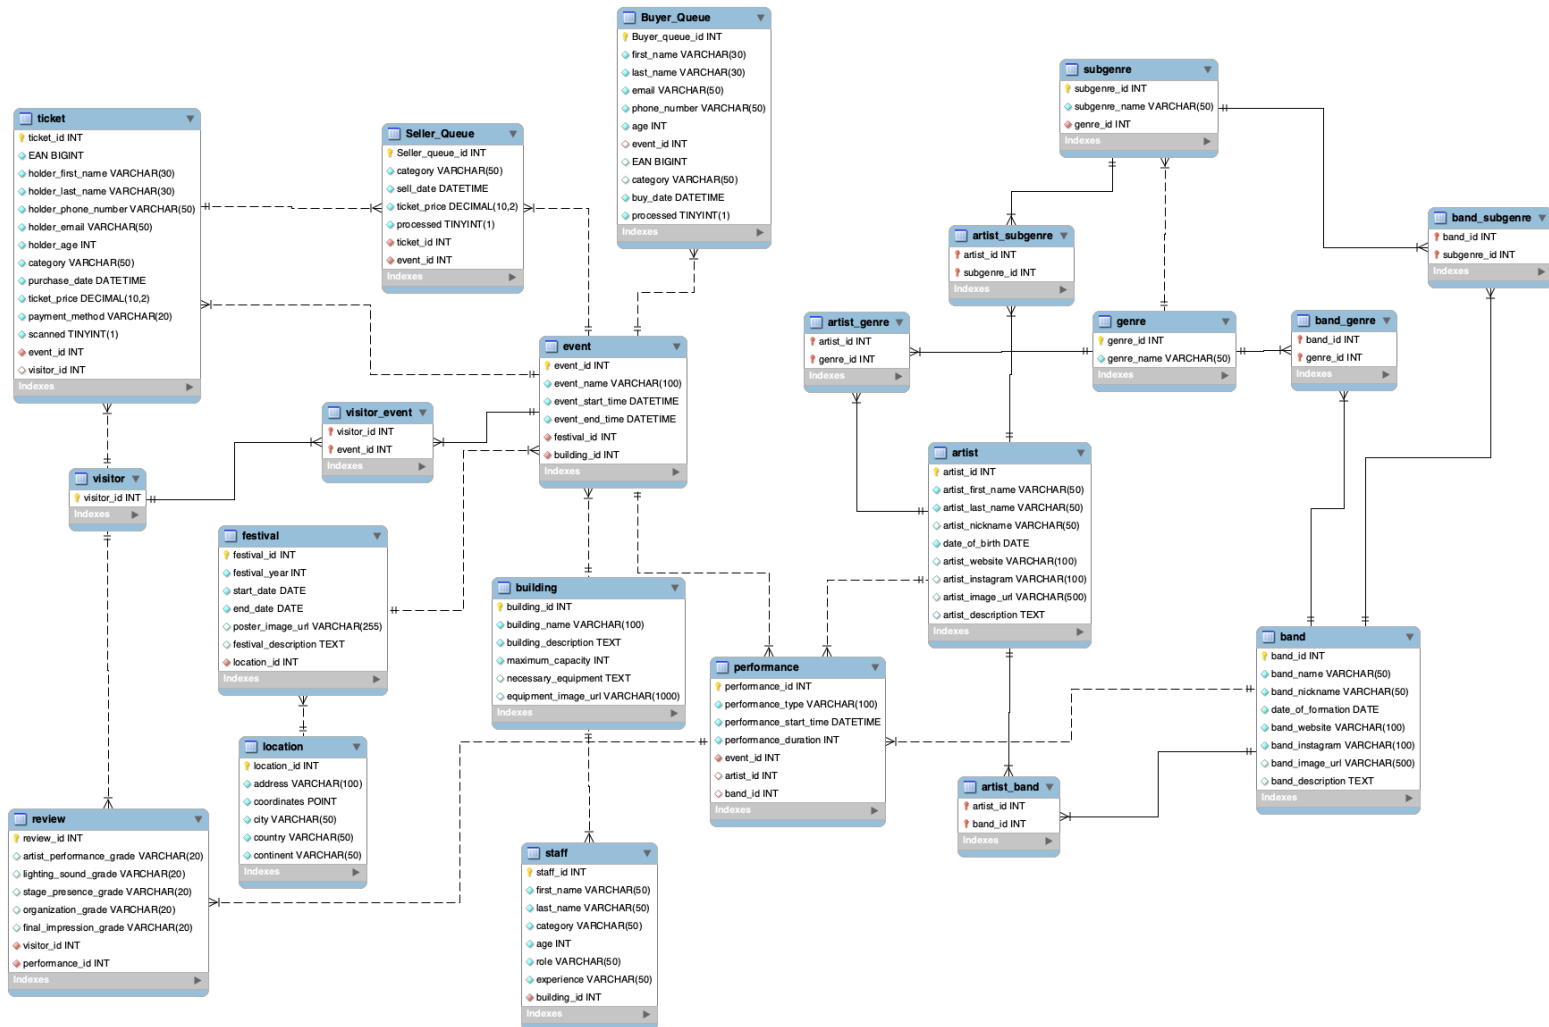 Buyer_Queue
Buyer_queue_id INT
first_name VARCHAR(30)
last_name VARCHAR(30)
email VARCHAR(50)
phone_number VARCHAR(50)
age INT
event_id INT
EAN BIGINT
category VARCHAR(50)
buy_date DATETIME
processed TINYINT(1)
Indexes
subgenre
subgenre_id INT
subgenre_name VARCHAR(50)
genre_id INT
Indexes
ticket
ticket_id INT
EAN BIGINT
holder_first_name VARCHAR(30)
holder_last_name VARCHAR(30)
holder_phone_number VARCHAR(50)
holder_email VARCHAR(50)
holder_age INT
category VARCHAR(50)
purchase_date DATETIME
ticket_price DECIMAL(10,2)
payment_method VARCHAR(20)
scanned TINYINT(1)
event_id INT
visitor_id INT
Indexes
Seller_Queue
Seller_queue_id INT
category VARCHAR(50)
sell_date DATETIME
ticket_price DECIMAL(10,2)
processed TINYINT(1)
ticket_id INT
event_id INT
Indexes
artist_subgenre
artist_id INT
subgenre_id INT
Indexes
band_subgenre
band_id INT
subgenre_id INT
Indexes
artist_genre
artist_id INT
genre_id INT
Indexes
genre
genre_id INT
genre_name VARCHAR(50)
Indexes
band_genre
band_id INT
genre_id INT
Indexes
event
event_id INT
event_name VARCHAR(100)
event_start_time DATETIME
event_end_time DATETIME
festival_id INT
building_id INT
Indexes
visitor_event
visitor_id INT
event_id INT
Indexes
visitor
visitor_id INT
Indexes
artist
artist_id INT
artist_first_name VARCHAR(50)
artist_last_name VARCHAR(50)
artist_nickname VARCHAR(50)
date_of_birth DATE
artist_website VARCHAR(100)
artist_instagram VARCHAR(100)
artist_image_url VARCHAR(500)
artist_description TEXT
Indexes
festival
festival_id INT
festival_year INT
start_date DATE
end_date DATE
poster_image_url VARCHAR(255)
festival_description TEXT
location_id INT
Indexes
building
building_id INT
building_name VARCHAR(100)
building_description TEXT
maximum_capacity INT
necessary_equipment TEXT
equipment_image_url VARCHAR(1000)
Indexes
performance
performance_id INT
performance_type VARCHAR(100)
performance_start_time DATETIME
performance_duration INT
event_id INT
artist_id INT
band_id INT
Indexes
band
band_id INT
band_name VARCHAR(50)
band_nickname VARCHAR(50)
date_of_formation DATE
band_website VARCHAR(100)
band_instagram VARCHAR(100)
band_image_url VARCHAR(500)
band_description TEXT
Indexes
location
location_id INT
address VARCHAR(100)
coordinates POINT
city VARCHAR(50)
country VARCHAR(50)
continent VARCHAR(50)
Indexes
artist_band
artist_id INT
band_id INT
Indexes
review
review_id INT
artist_performance_grade VARCHAR(20)
lighting_sound_grade VARCHAR(20)
stage_presence_grade VARCHAR(20)
organization_grade VARCHAR(20)
final_impression_grade VARCHAR(20)
visitor_id INT
performance_id INT
Indexes
staff
staff_id INT
first_name VARCHAR(50)
last_name VARCHAR(50)
category VARCHAR(50)
age INT
role VARCHAR(50)
experience VARCHAR(50)
building_id INT
Indexes